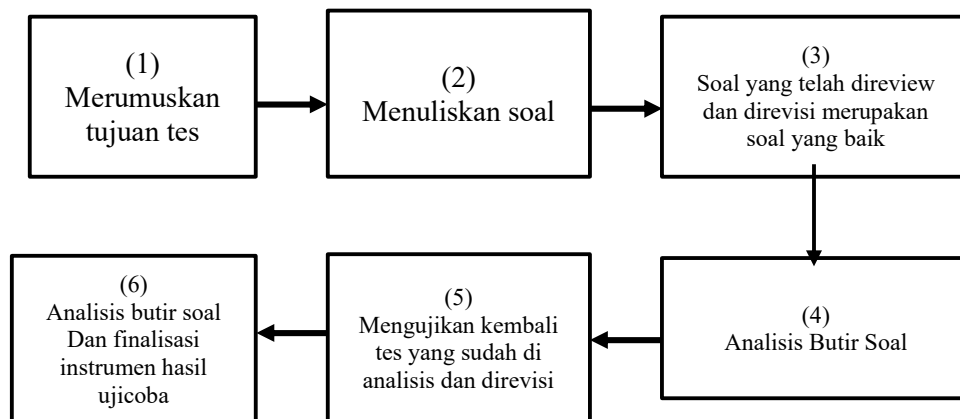 (1)
Merumuskan
tujuan tes
(2)
Menuliskan soal
(3)
Soal yang telah direview
dan direvisi merupakan
soal yang baik
(4)
Analisis Butir Soal
(5)
Mengujikan kembali
tes yang sudah di
analisis dan direvisi
(6)
Analisis butir soal
Dan finalisasi
instrumen hasil
ujicoba